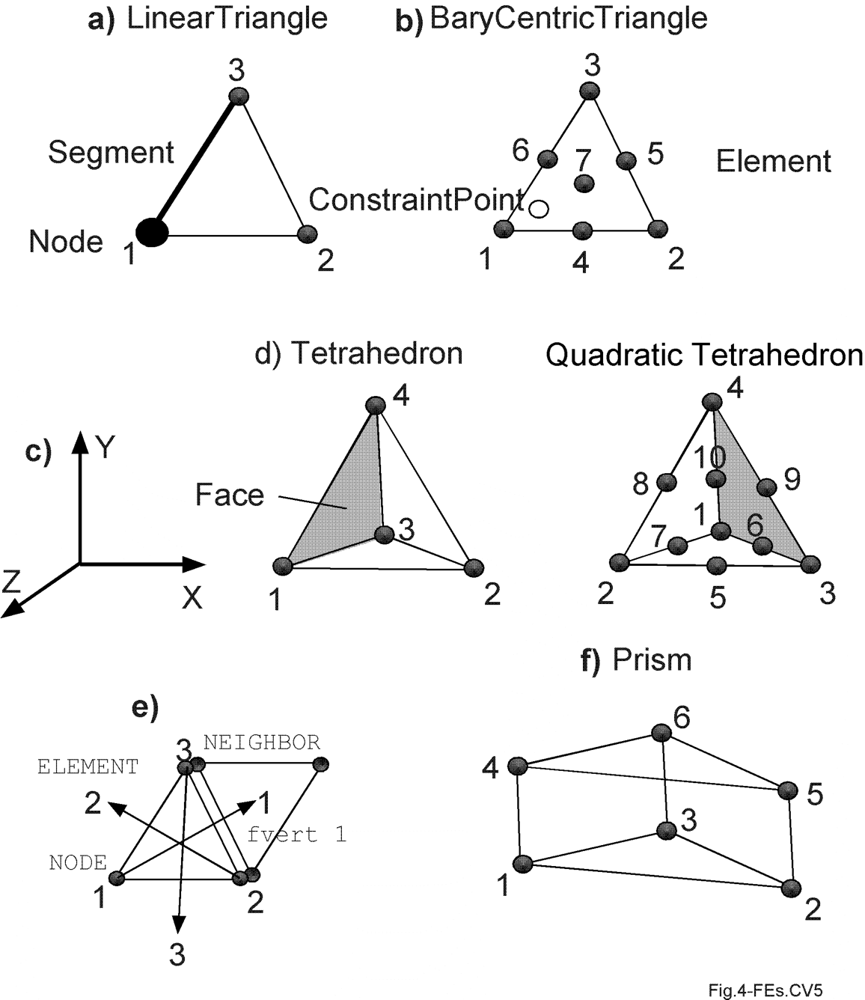 a) LinearTriangle
b) BaryCentricTriangle
3
3
Segment
6
7
5
Element
ConstraintPoint
Node
1
2
1
4
2
d) Tetrahedron
Quadratic Tetrahedron
4
4
c)
Y
Z
X
Face
3
1
2
10
8
9
1
6
7
2
5
3
f) Prism
e)
3
NEIGHBOR
ELEMENT
2
1
fvert 1
NODE
1
2
3
6
4
5
3
1
2
Fig.4-FEs.CV5